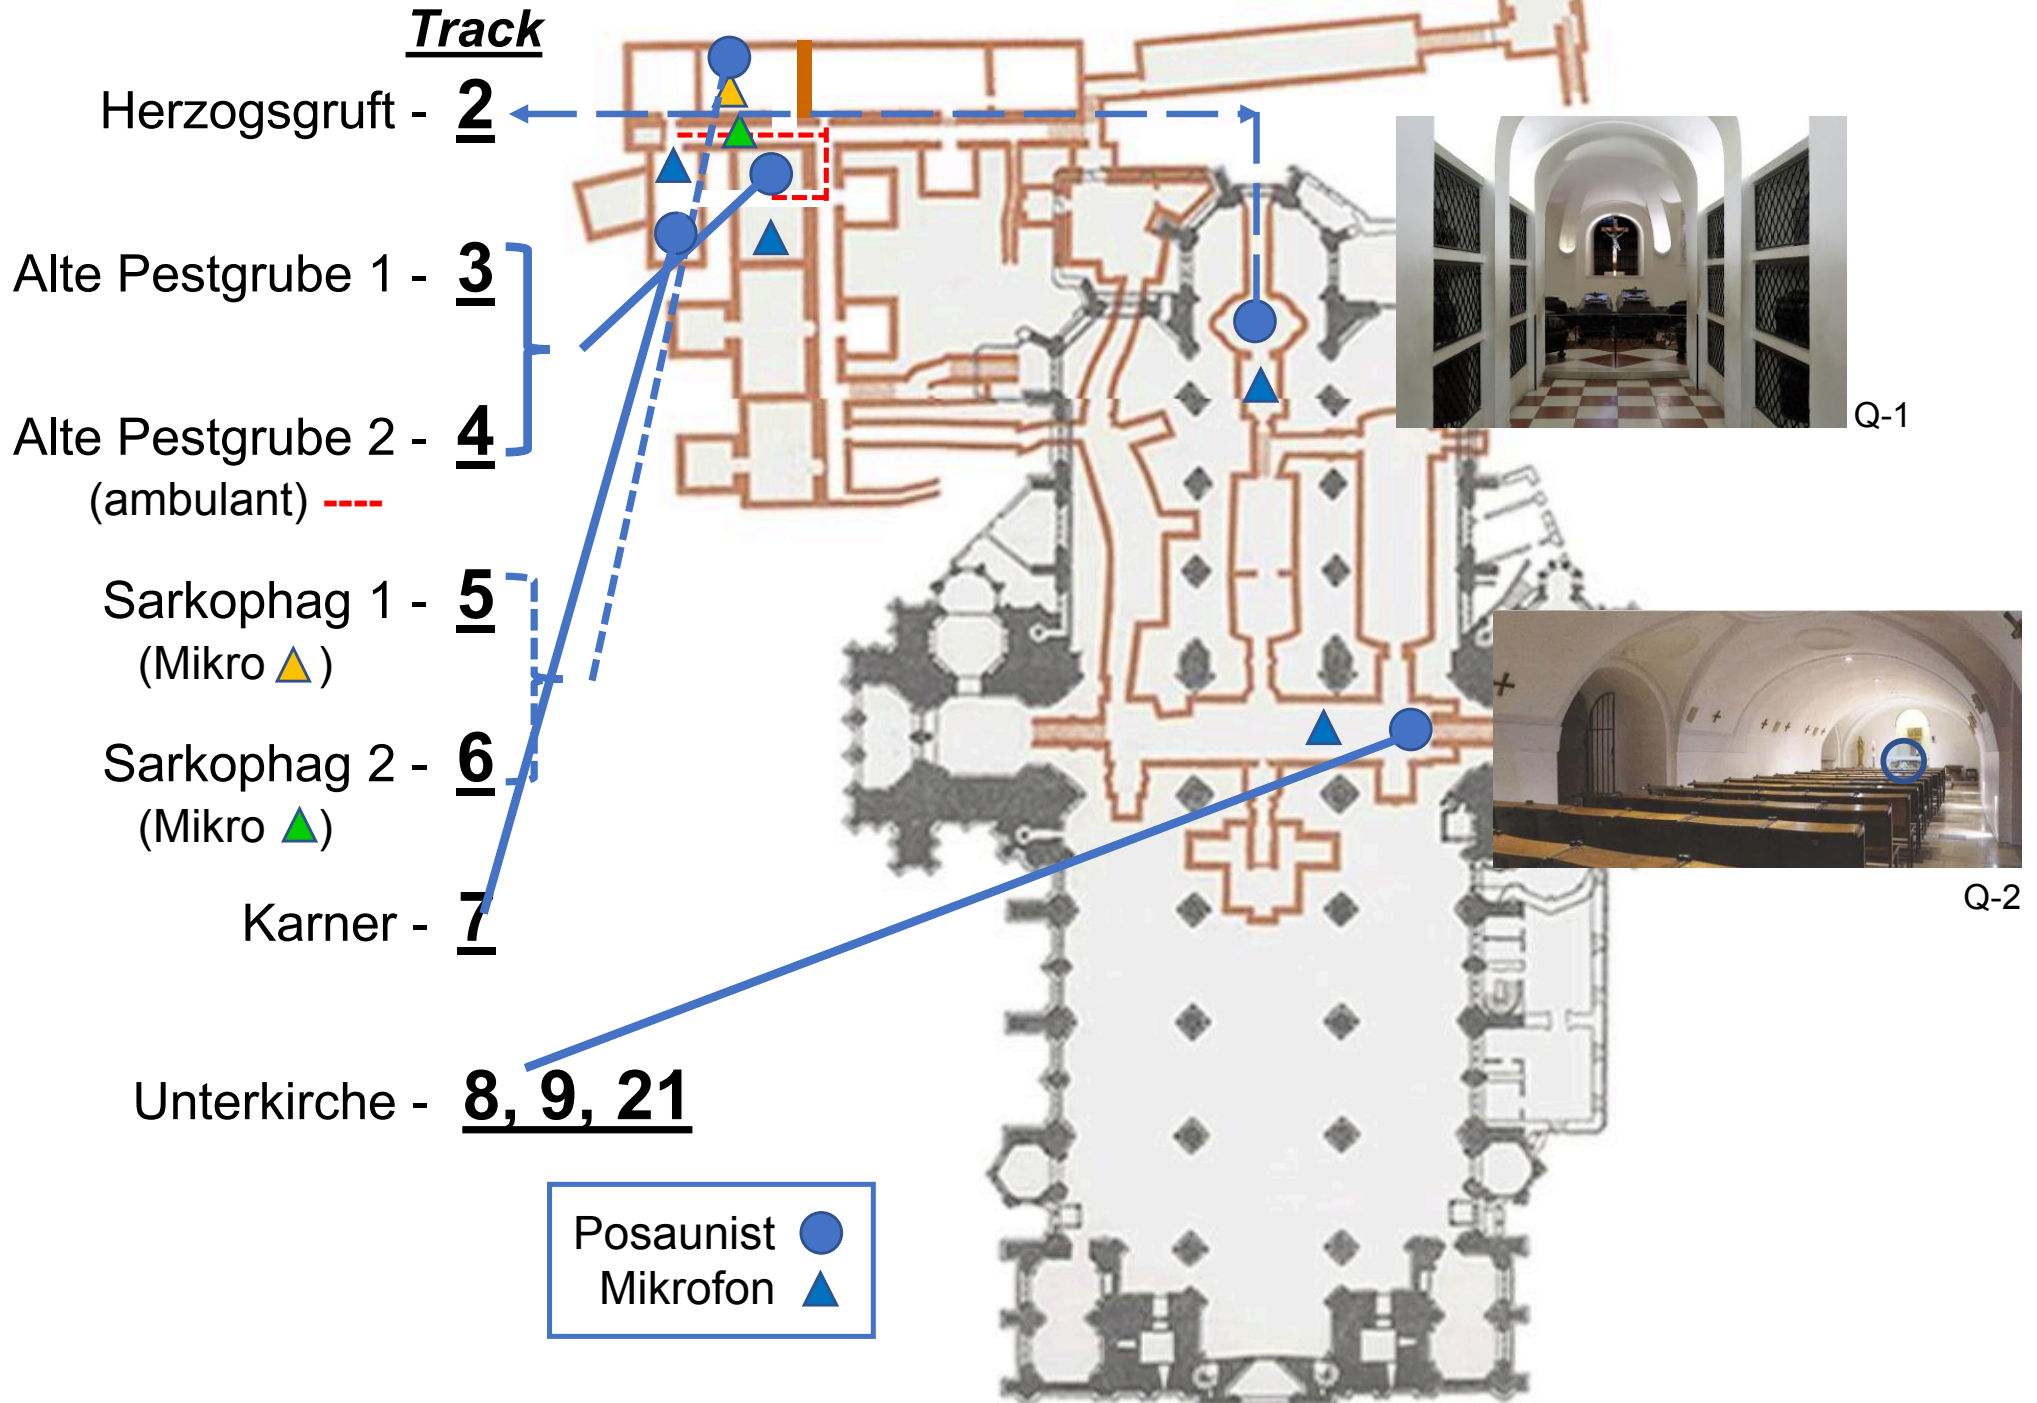 Track
Herzogsgruft - 2
Alte Pestgrube 1 - 3
Alte Pestgrube 2 - 4
(ambulant) ----
Sarkophag 1 - 5
(Mikro )
Sarkophag 2 - 6
(Mikro )
Karner - 7
Unterkirche - 8, 9, 21
Posaunist
Mikrofon
Q-1
Q-2